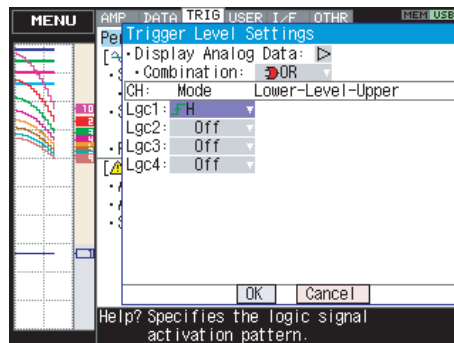 MENU AMP DATA TRIG USER I/F OTHR MEM USB
Trigger Level Settings
・Display Analog Data:
・Combination: OR
CH: Mode Lower-Level-Upper
Lgc1: H
Lgc2: Off
Lgc3: Off
Lgc4: Off
OK Cancel
Help? Specifies the logic signal
activation pattern.